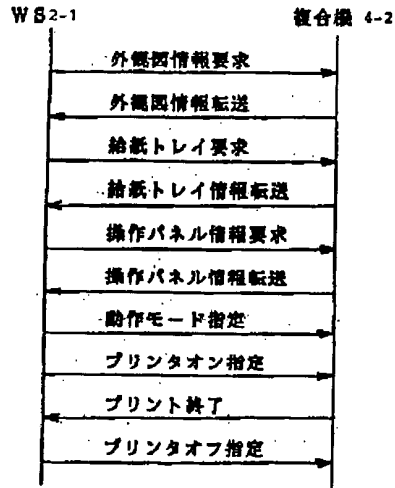 WS2-1 複合機 4-2
外観図情報要求
外観図情報転送
給紙トレイ要求
給紙トレイ情報転送
操作パネル情報要求
操作パネル情報転送
動作モード指定
プリンタオン指定
プリント終了
プリンタオフ指定